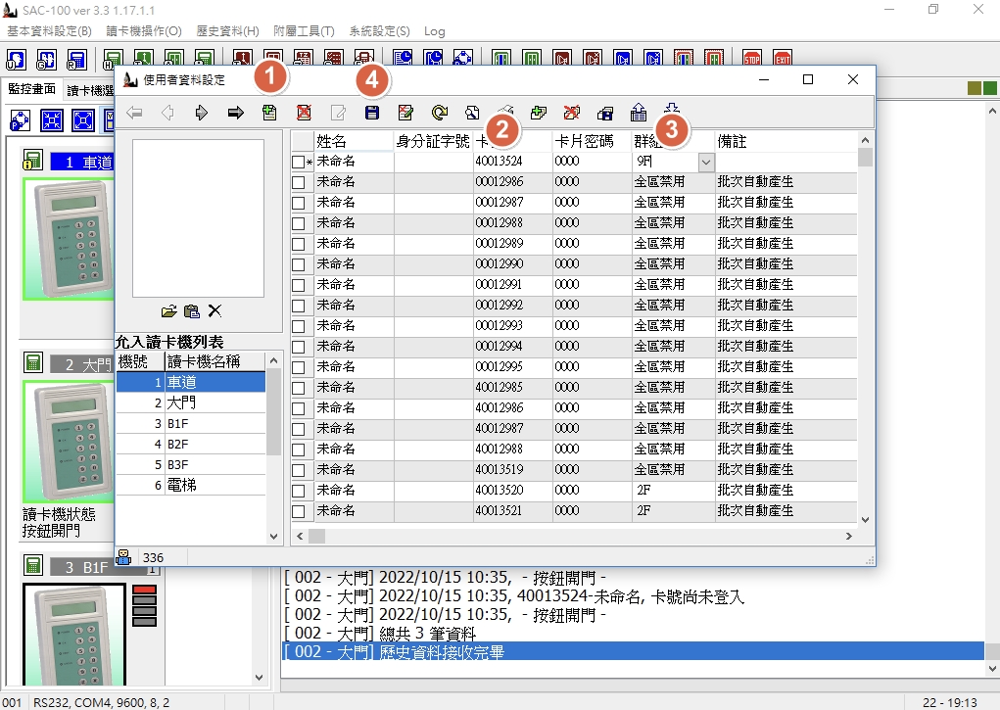 SAC-100 ver 3.3 1.17.1.1
基本資料設定(B) 讀卡機操作(O) 歷史資料(H) 附屬工具(T) 系統設定(S) Log
監控畫面 讀卡機選
使用者資料設定
1
4
2
3
姓名 身分証字號 卡 卡片密碼 群組 備註
* 未命名 40013524 0000 9F
未命名 00012986 0000 全區禁用 批次自動產生
未命名 00012987 0000 全區禁用 批次自動產生
未命名 00012988 0000 全區禁用 批次自動產生
未命名 00012989 0000 全區禁用 批次自動產生
未命名 00012990 0000 全區禁用 批次自動產生
未命名 00012991 0000 全區禁用 批次自動產生
未命名 00012992 0000 全區禁用 批次自動產生
未命名 00012993 0000 全區禁用 批次自動產生
未命名 00012994 0000 全區禁用 批次自動產生
未命名 00012995 0000 全區禁用 批次自動產生
未命名 40012985 0000 全區禁用 批次自動產生
未命名 40012986 0000 全區禁用 批次自動產生
未命名 40012987 0000 全區禁用 批次自動產生
未命名 40012988 0000 全區禁用 批次自動產生
未命名 40013519 0000 全區禁用 批次自動產生
未命名 40013520 0000 2F 批次自動產生
未命名 40013521 0000 2F 批次自動產生
允入讀卡機列表
機號 讀卡機名稱
1 車道
2 大門
3 B1F
4 B2F
5 B3F
6 電梯
336
1 車道
2 大門
讀卡機狀態
按鈕開門
3 B1F
1
[ 002 - 大門] 2022/10/15 10:35, - 按鈕開門 -
[ 002 - 大門] 2022/10/15 10:35, 40013524-未命名, 卡號尚未登入
[ 002 - 大門] 2022/10/15 10:35, - 按鈕開門 -
[ 002 - 大門] 總共 3 筆資料
[ 002 - 大門] 歷史資料接收完畢
001 RS232, COM4, 9600, 8, 2 22 - 19:13